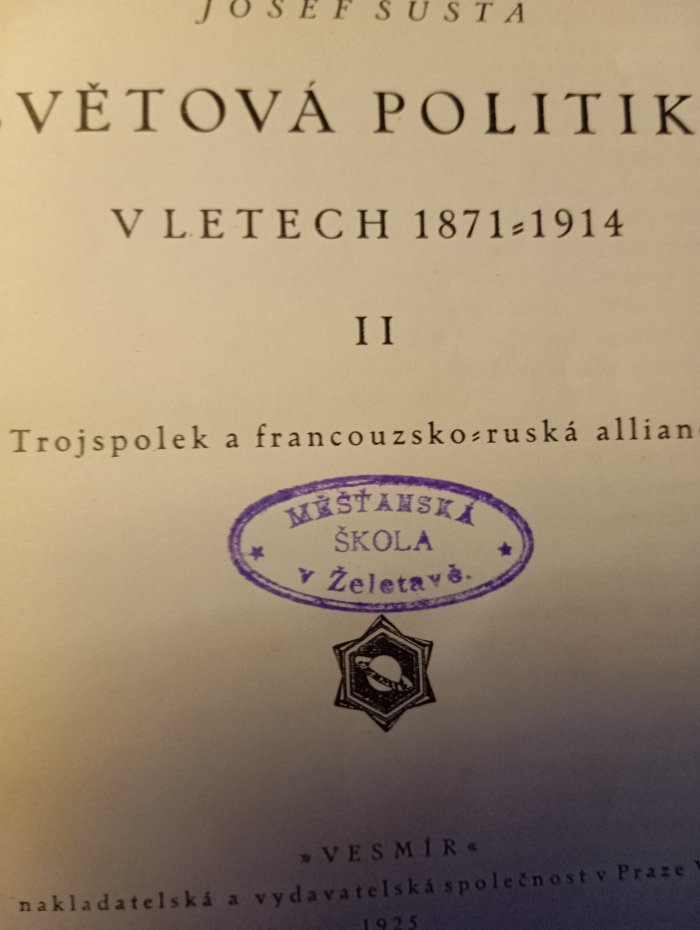 JOSEF ŠUSTA
SVĚTOVÁ POLITIK
V LETECH 1871-1914
II
Trojspolek a francouzsko-ruská allian
MĚŠŤANSKÁ
ŠKOLA
v Želetavě.
»VESMÍR«
nakladatelská a vydavatelská společnost v Praze V
1925